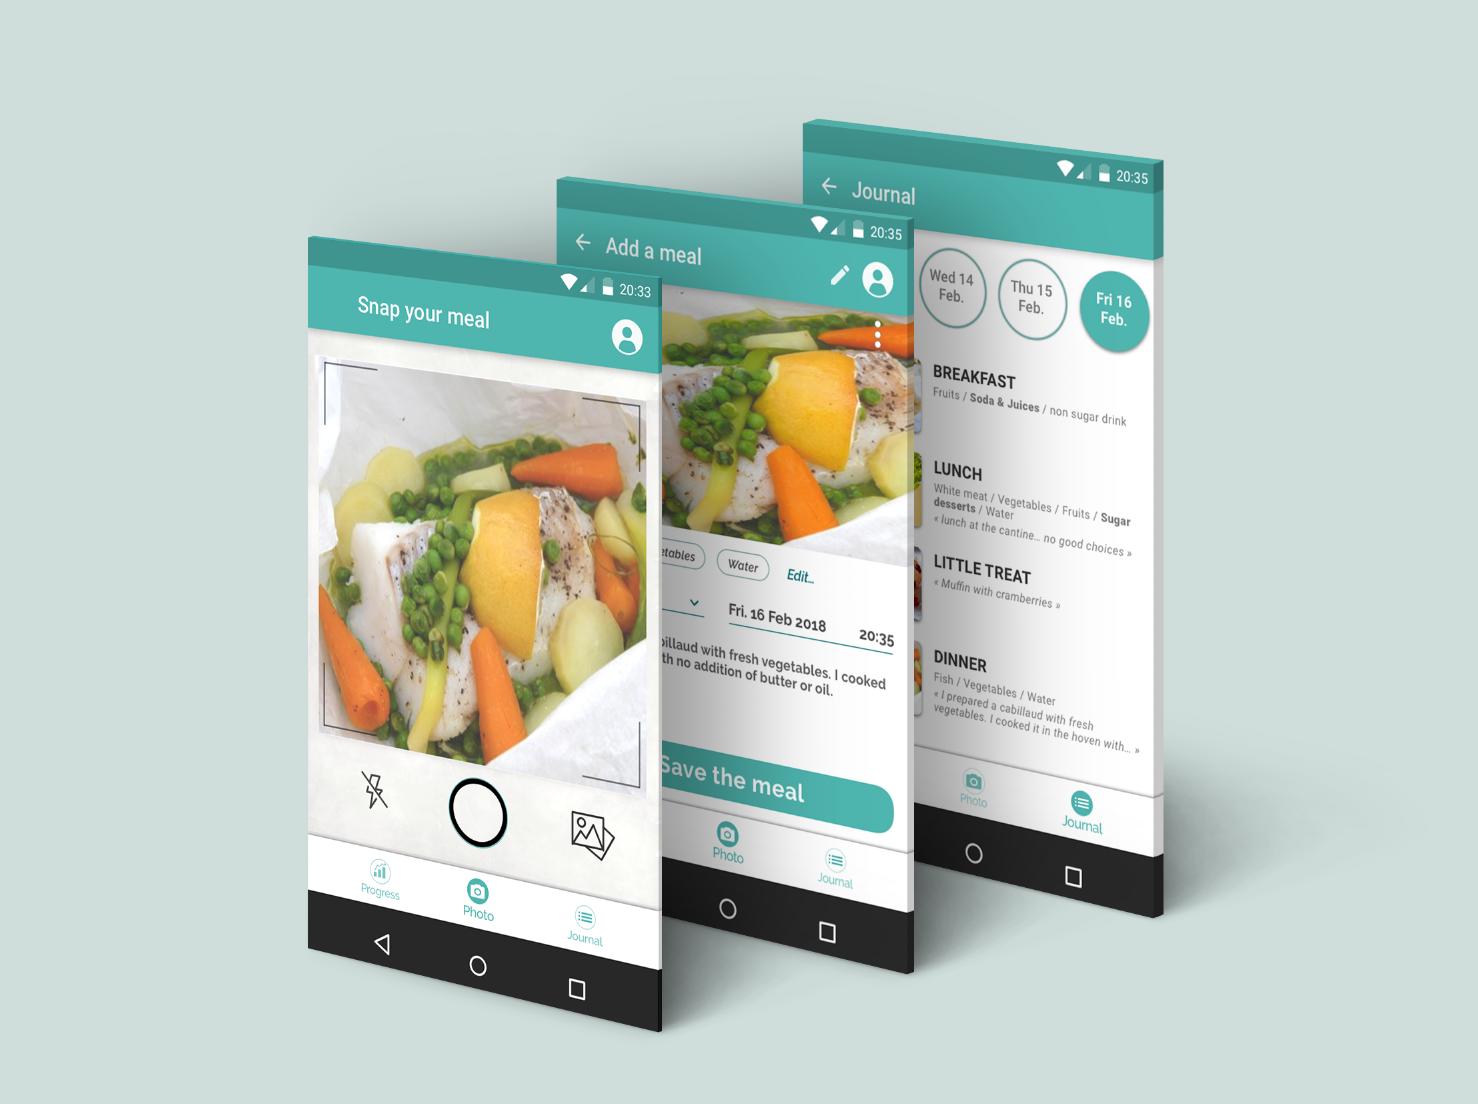 20:33
Snap your meal
Progress
Photo
Journal
20:35
Add a meal
Water
Edit...
Fri. 16 Feb 2018
20:35
with fresh vegetables. I cooked
no addition of butter or oil.
Save the meal
Photo
Journal
20:35
Journal
Wed 14
Feb.
Thu 15
Feb.
Fri 16
Feb.
BREAKFAST
Fruits / Soda & Juices / non sugar drink
LUNCH
White meat / Vegetables / Fruits / Sugar
desserts / Water
« lunch at the cantine... no good choices »
LITTLE TREAT
« Muffin with cranberries »
DINNER
Fish / Vegetables / Water
« I prepared a cabillaud with fresh
vegetables. I cooked it in the hoven with... »
Photo
Journal